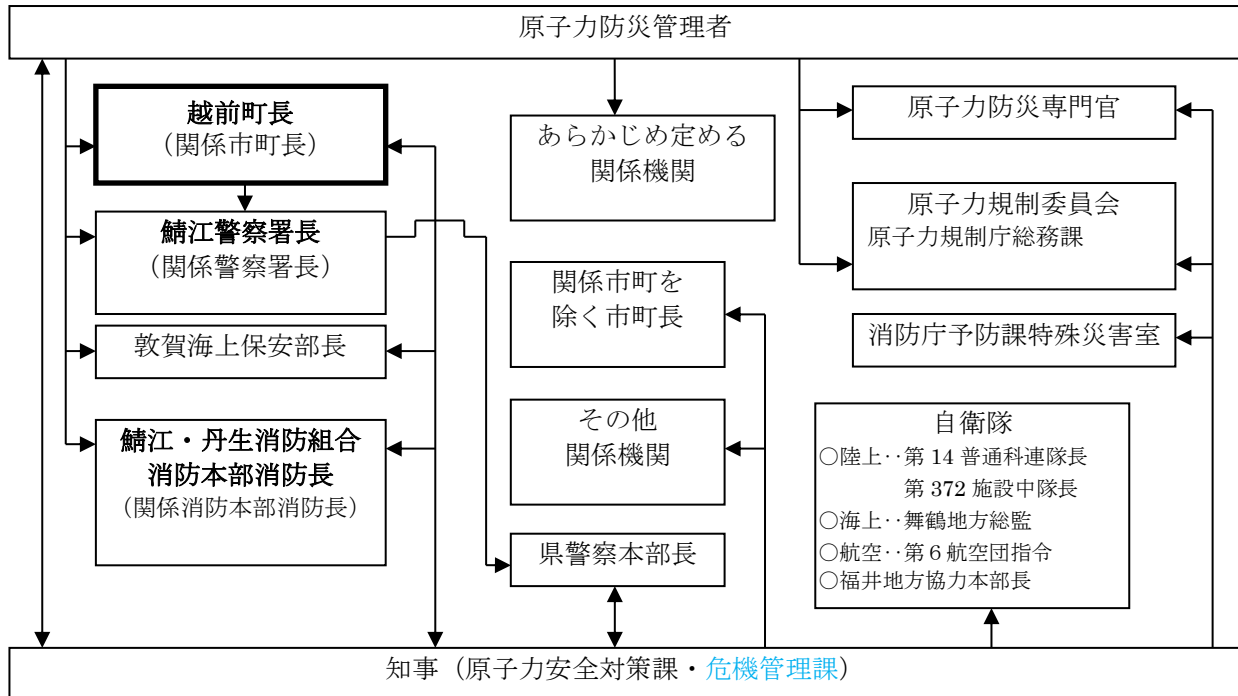 原子力防災管理者
越前町長
（関係市町長）
鯖江警察署長
（関係警察署長）
敦賀海上保安部長
鯖江・丹生消防組合
消防本部消防長
（関係消防本部消防長）
あらかじめ定める
関係機関
関係市町を
除く市町長
その他
関係機関
県警察本部長
原子力防災専門官
原子力規制委員会
原子力規制庁総務課
消防庁予防課特殊災害室
自衛隊
○陸上‥第 14 普通科連隊長
第 372 施設中隊長
○海上‥舞鶴地方総監
○航空‥第６航空団指令
○福井地方協力本部長
知事（原子力安全対策課・危機管理課）